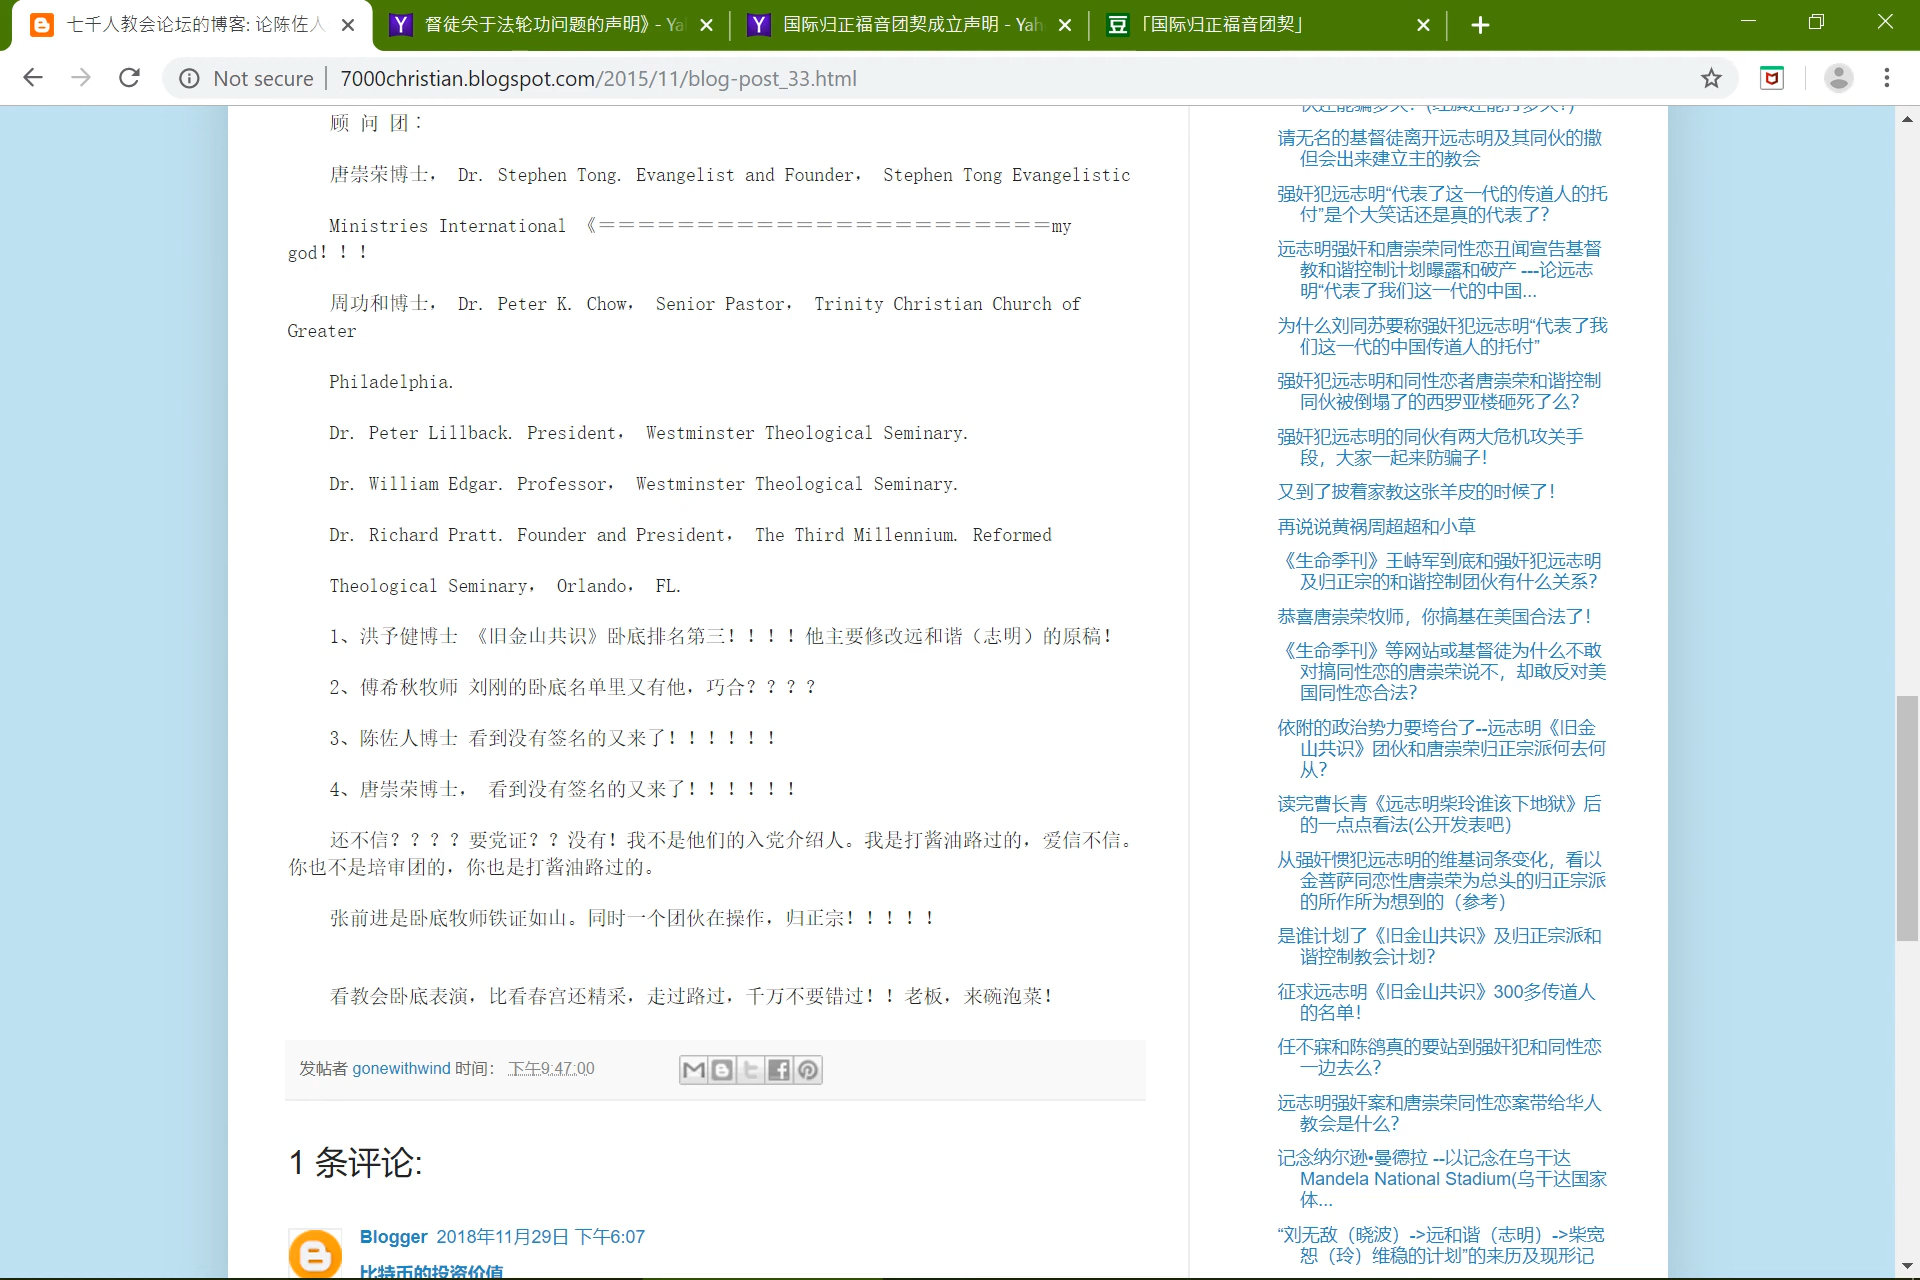 七千人教会论坛的博客: 论陈佐人
督徒关于法轮功问题的声明》- Ya
国际归正福音团契成立声明 - Yah
「国际归正福音团契」
Not secure
7000christian.blogspot.com/2015/11/blog-post_33.html
顾 问 团：
唐崇荣博士， Dr. Stephen Tong. Evangelist and Founder， Stephen Tong Evangelistic
Ministries International 《＝＝＝＝＝＝＝＝＝＝＝＝＝＝＝＝＝＝＝＝＝＝＝my
god！！！
周功和博士， Dr. Peter K. Chow， Senior Pastor， Trinity Christian Church of
Greater
Philadelphia.
Dr. Peter Lillback. President， Westminster Theological Seminary.
Dr. William Edgar. Professor， Westminster Theological Seminary.
Dr. Richard Pratt. Founder and President， The Third Millennium. Reformed
Theological Seminary， Orlando， FL.
1、洪予健博士 《旧金山共识》卧底排名第三！！！！他主要修改远和谐（志明）的原稿！
2、傅希秋牧师 刘刚的卧底名单里又有他，巧合？？？？
3、陈佐人博士 看到没有签名的又来了！！！！！！
4、唐崇荣博士， 看到没有签名的又来了！！！！！！
还不信？？？？要党证？？没有！我不是他们的入党介绍人。我是打酱油路过的，爱信不信。
你也不是培审团的，你也是打酱油路过的。
张前进是卧底牧师铁证如山。同时一个团伙在操作，归正宗！！！！！
看教会卧底表演，比看春宫还精采，走过路过，千万不要错过！！老板，来碗泡菜！
发帖者 gonewithwind 时间： 下午9:47:00
1 条评论:
Blogger 2018年11月29日 下午6:07
比特币的投资价值
请无名的基督徒离开远志明及其同伙的撒
但会出来建立主的教会
强奸犯远志明“代表了这一代的传道人的托
付”是个大笑话还是真的代表了?
远志明强奸和唐崇荣同性恋丑闻宣告基督
教和谐控制计划曝露和破产 ---论远志
明“代表了我们这一代的中国...
为什么刘同苏要称强奸犯远志明“代表了我
们这一代的中国传道人的托付”
强奸犯远志明和同性恋者唐崇荣和谐控制
同伙被倒塌了的西罗亚楼砸死了么?
强奸犯远志明的同伙有两大危机攻关手
段，大家一起来防骗子！
又到了披着家教这张羊皮的时候了！
再说说黄祸周超超和小草
《生命季刊》王峙军到底和强奸犯远志明
及归正宗的和谐控制团伙有什么关系?
恭喜唐崇荣牧师，你搞基在美国合法了！
《生命季刊》等网站或基督徒为什么不敢
对搞同性恋的唐崇荣说不，却敢反对美
国同性恋合法?
依附的政治势力要垮台了--远志明《旧金
山共识》团伙和唐崇荣归正宗派何去何
从?
读完曹长青《远志明柴玲谁该下地狱》后
的一点点看法(公开发表吧）
从强奸惯犯远志明的维基词条变化，看以
金菩萨同恋性唐崇荣为总头的归正宗派
的所作所为想到的（参考）
是谁计划了《旧金山共识》及归正宗派和
谐控制教会计划?
征求远志明《旧金山共识》300多传道人
的名单！
任不寐和陈鸽真的要站到强奸犯和同性恋
一边去么?
远志明强奸案和唐崇荣同性恋案带给华人
教会是什么?
记念纳尔逊•曼德拉 --以记念在乌干达
Mandela National Stadium(乌干达国家
体...
“刘无敌（晓波）->远和谐（志明）->柴宽
恕（玲）维稳的计划”的来历及现形记